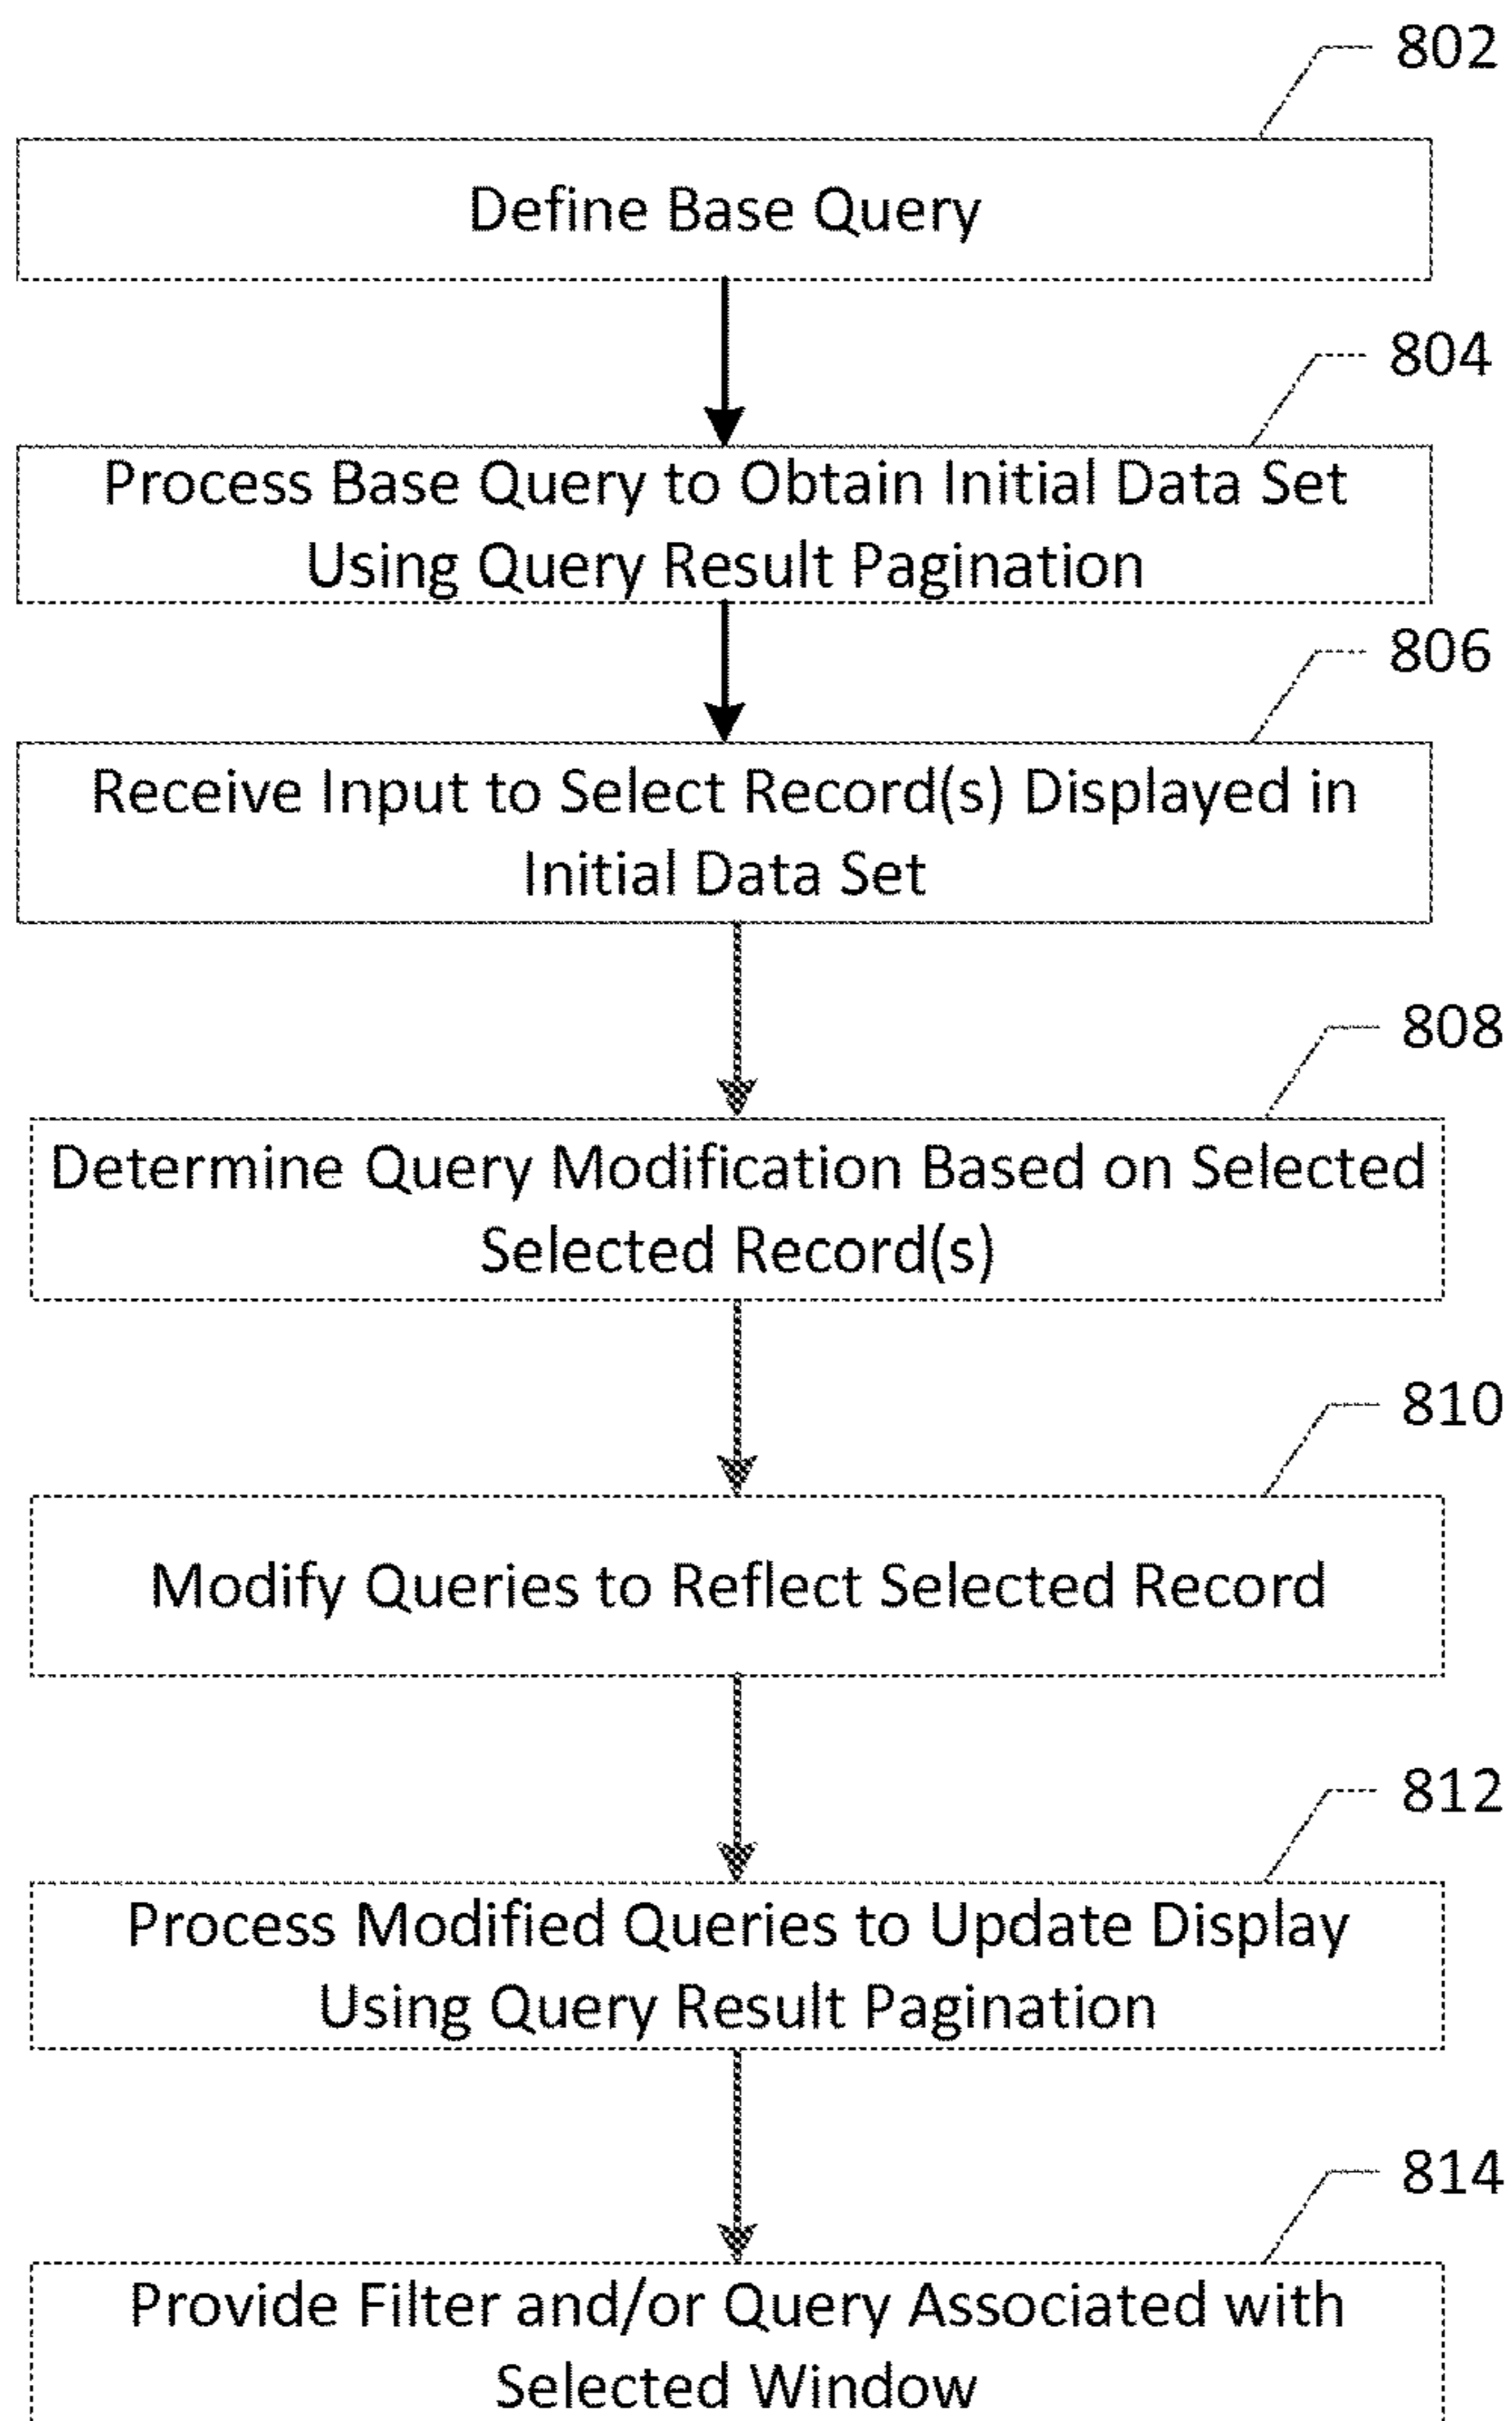 802
Define Base Query
804
Process Base Query to Obtain Initial Data Set
Using Query Result Pagination
806
Receive Input to Select Record(s) Displayed in
Initial Data Set
808
Determine Query Modification Based on Selected
Selected Record(s)
810
Modify Queries to Reflect Selected Record
812
Process Modified Queries to Update Display
Using Query Result Pagination
814
Provide Filter and/or Query Associated with
Selected Window